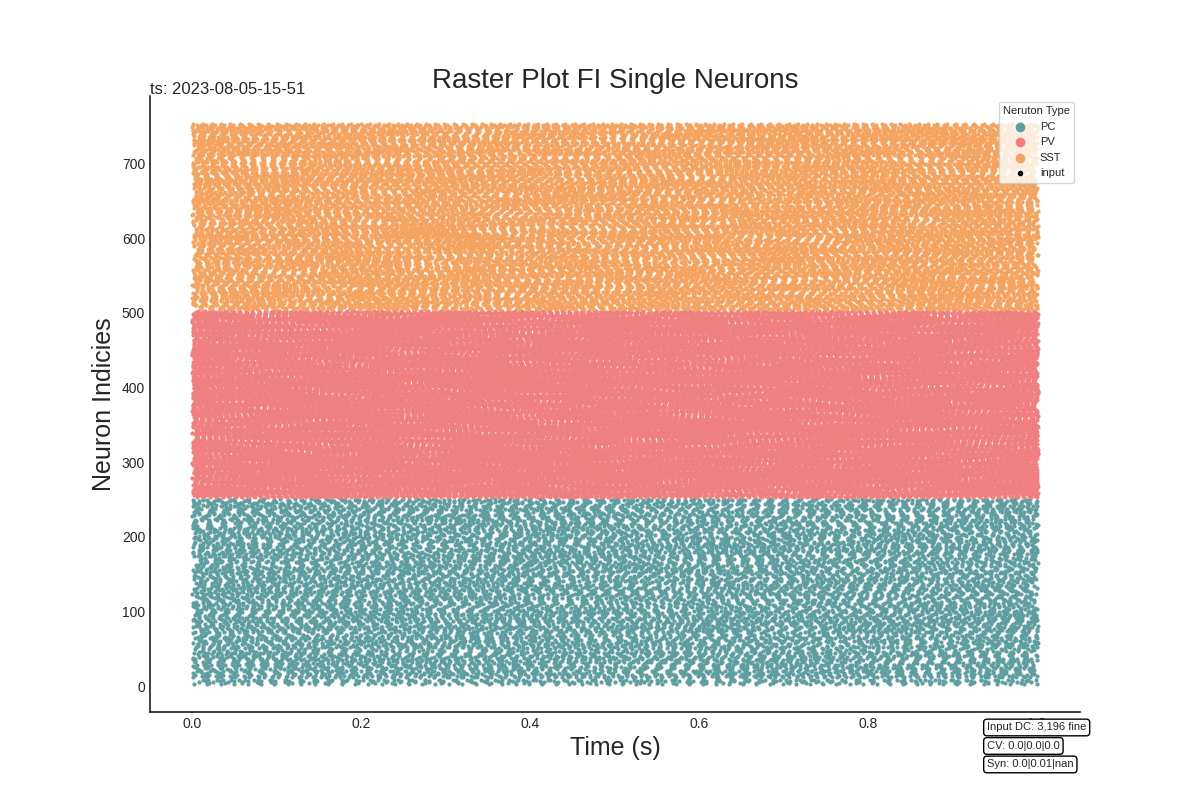 Raster Plot FI Single Neurons
ts: 2023-08-05-15-51
Neruton Type
PC
PV
SST
input
Neuron Indicies
700
600
500
400
300
200
100
0
0.0 0.2 0.4 0.6 0.8
Time (s)
Input DC: 3,196 fine
CV: 0.0|0.0|0.0
Syn: 0.0|0.01|nan